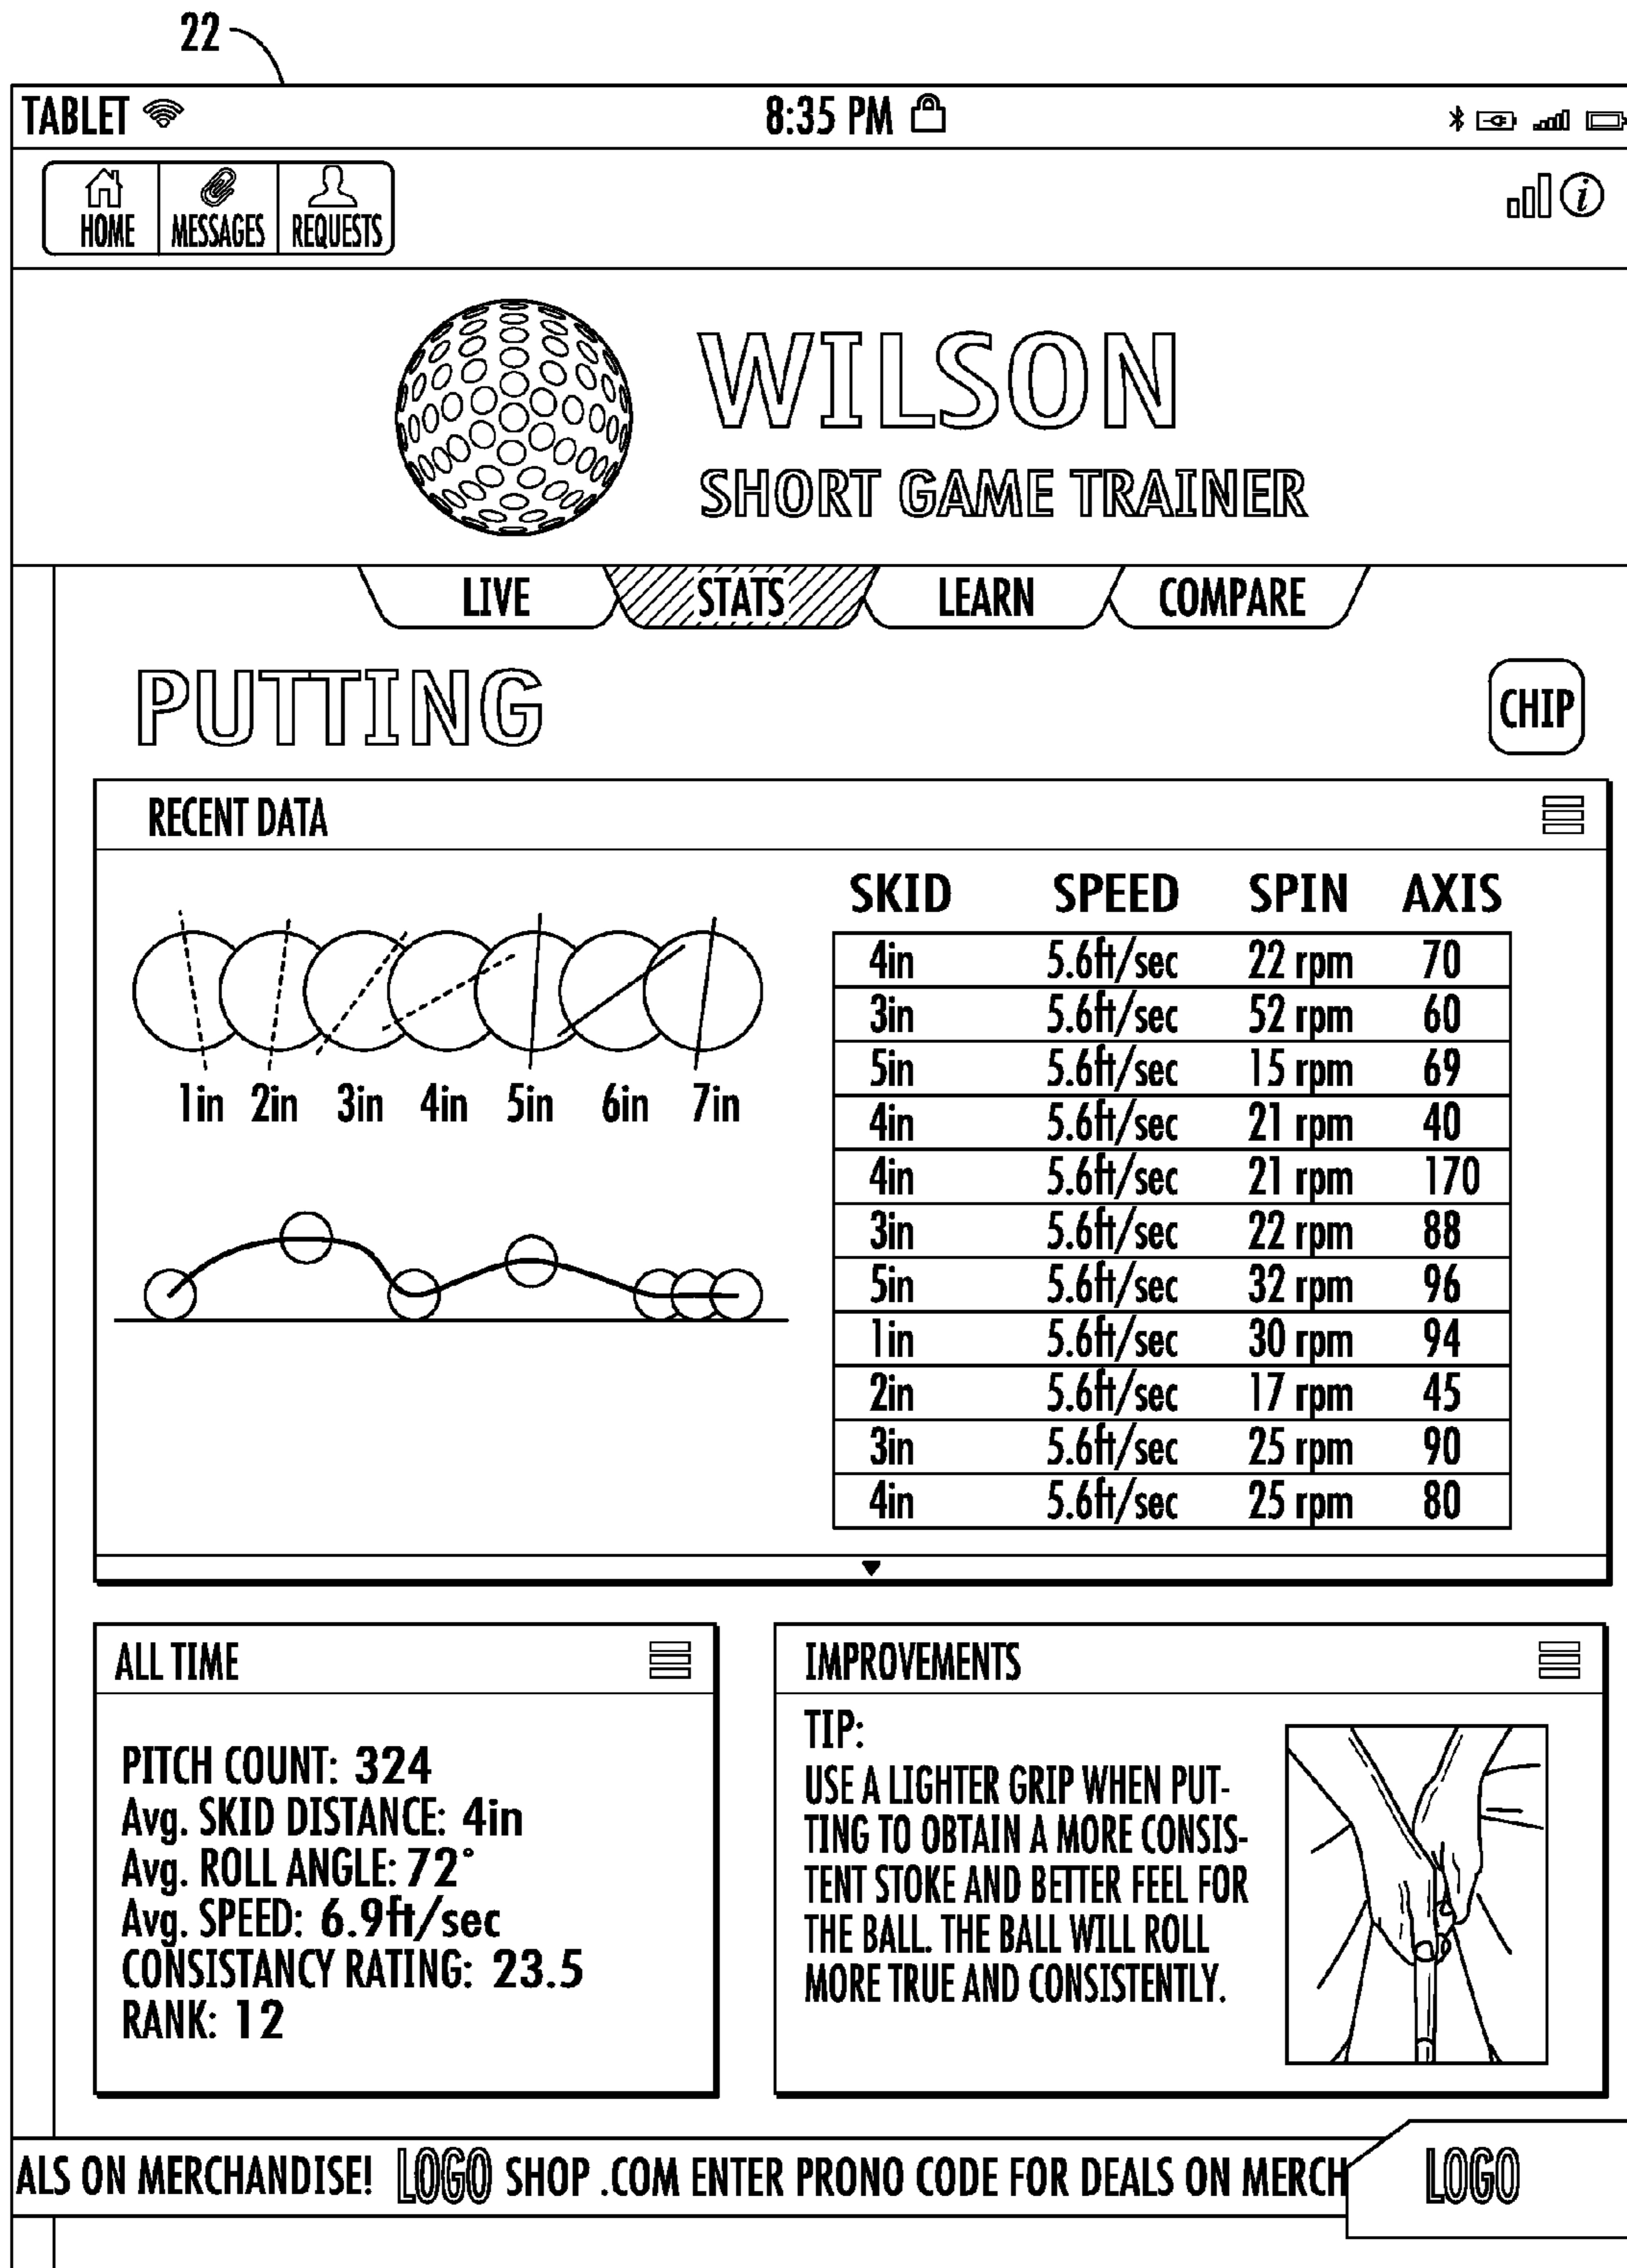 22
TABLET 8:35 PM
HOME MESSAGES REQUESTS
i
WILSON
SHORT GAME TRAINER
LIVE STATS LEARN COMPARE
PUTTING
CHIP
RECENT DATA
1in 2in 3in 4in 5in 6in 7in
SKID SPEED SPIN AXIS
4in 5.6ft/sec 22 rpm 70
3in 5.6ft/sec 52 rpm 60
5in 5.6ft/sec 15 rpm 69
4in 5.6ft/sec 21 rpm 40
4in 5.6ft/sec 21 rpm 170
3in 5.6ft/sec 22 rpm 88
5in 5.6ft/sec 32 rpm 96
1in 5.6ft/sec 30 rpm 94
2in 5.6ft/sec 17 rpm 45
3in 5.6ft/sec 25 rpm 90
4in 5.6ft/sec 25 rpm 80
ALL TIME
PITCH COUNT: 324
Avg. SKID DISTANCE: 4in
Avg. ROLL ANGLE: 72°
Avg. SPEED: 6.9ft/sec
CONSISTANCY RATING: 23.5
RANK: 12
IMPROVEMENTS
TIP:
USE A LIGHTER GRIP WHEN PUT-
TING TO OBTAIN A MORE CONSIS-
TENT STOKE AND BETTER FEEL FOR
THE BALL. THE BALL WILL ROLL
MORE TRUE AND CONSISTENTLY.
ALS ON MERCHANDISE! LOGO SHOP .COM ENTER PRONO CODE FOR DEALS ON MERCH
LOGO